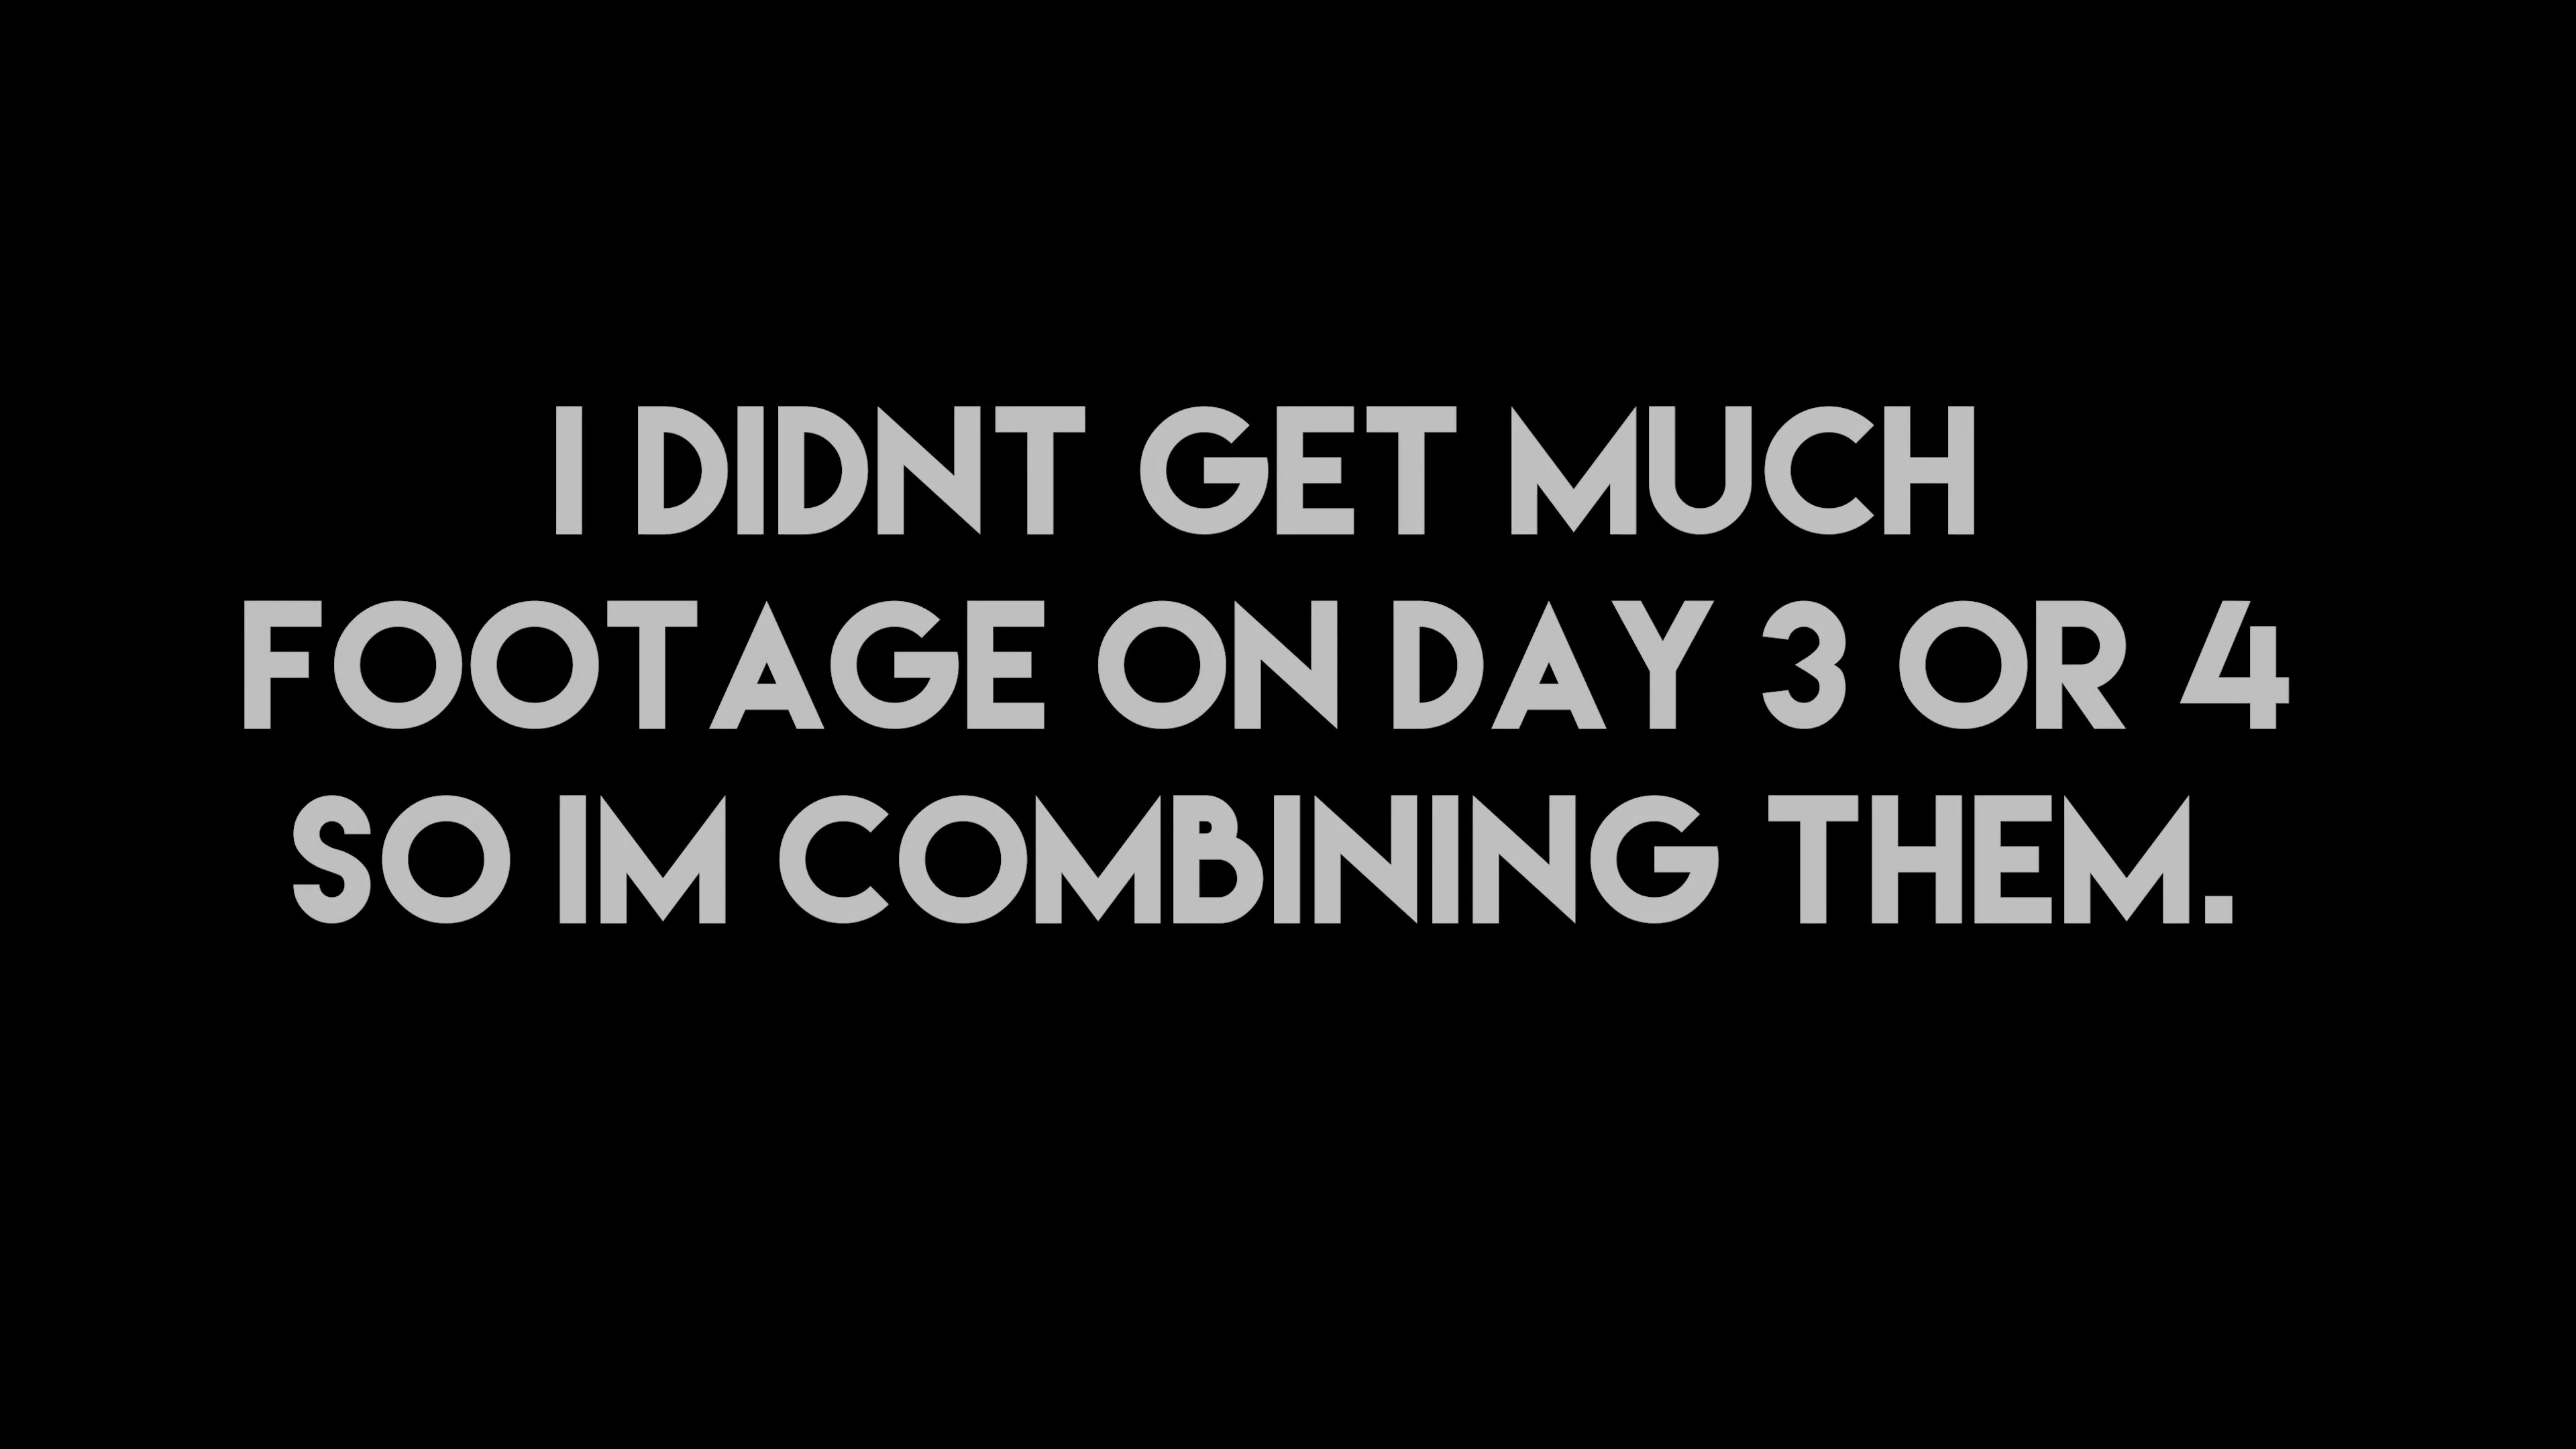 I DIDNT GET MUCH
FOOTAGE ON DAY 3 OR 4
SO IM COMBINING THEM.